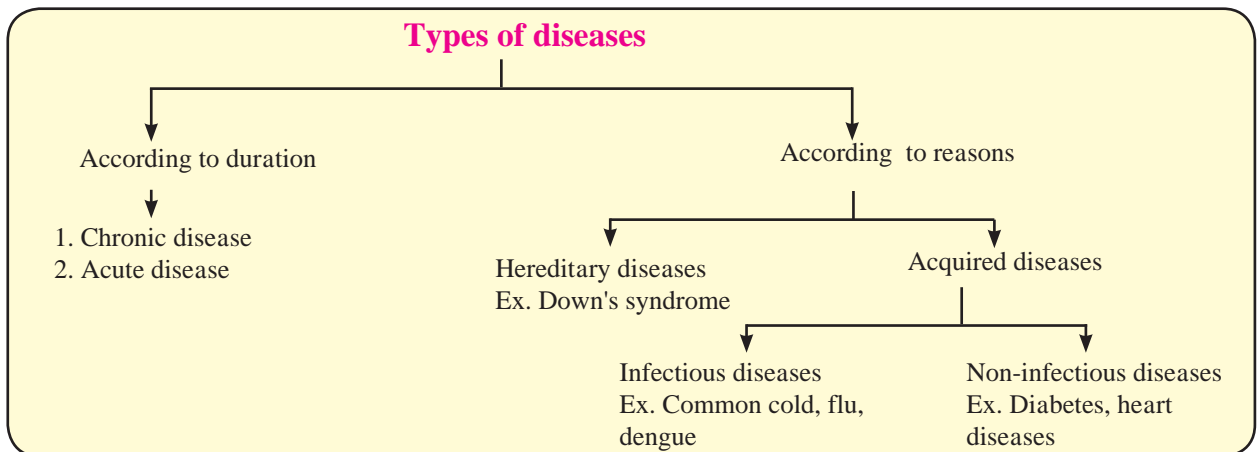 Types of diseases
According to duration
1. Chronic disease
2. Acute disease
According to reasons
Hereditary diseases
Ex. Down's syndrome
Acquired diseases
Infectious diseases
Ex. Common cold, flu,
dengue
Non-infectious diseases
Ex. Diabetes, heart
diseases